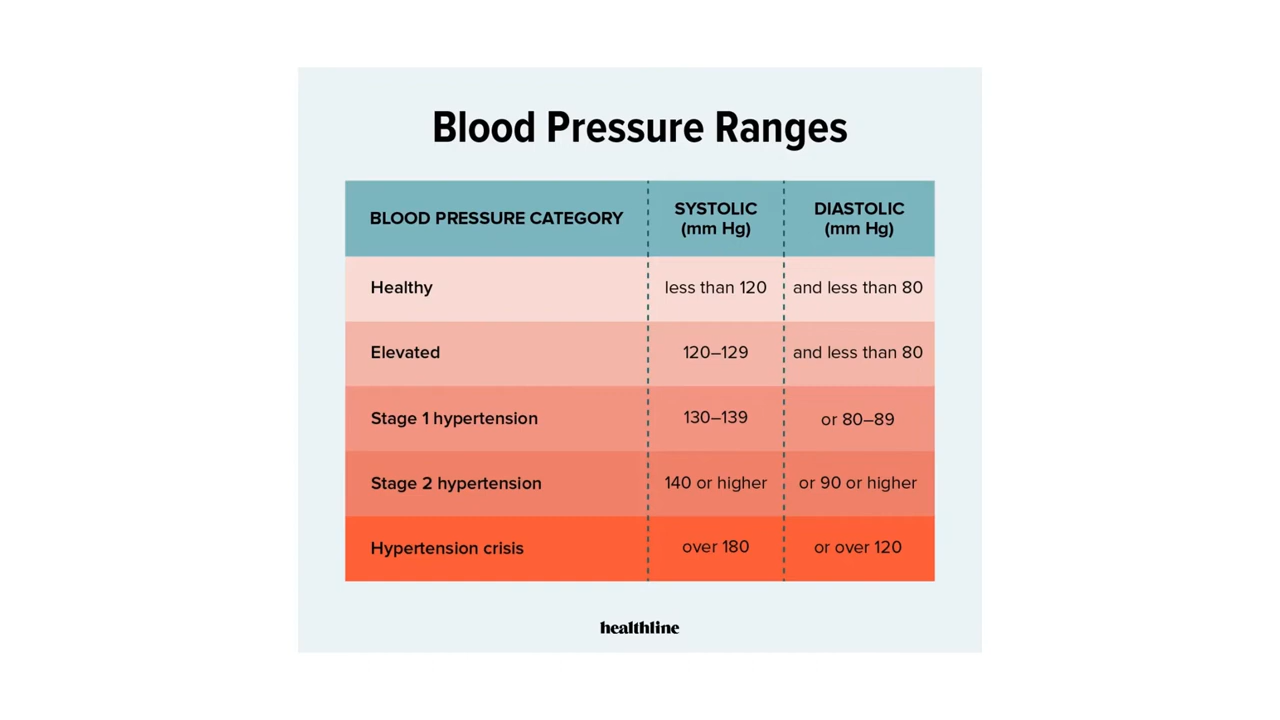 Blood Pressure Ranges
BLOOD PRESSURE CATEGORY SYSTOLIC (mm Hg) DIASTOLIC (mm Hg)
Healthy less than 120 and less than 80
Elevated 120–129 and less than 80
Stage 1 hypertension 130–139 or 80–89
Stage 2 hypertension 140 or higher or 90 or higher
Hypertension crisis over 180 or over 120
healthline